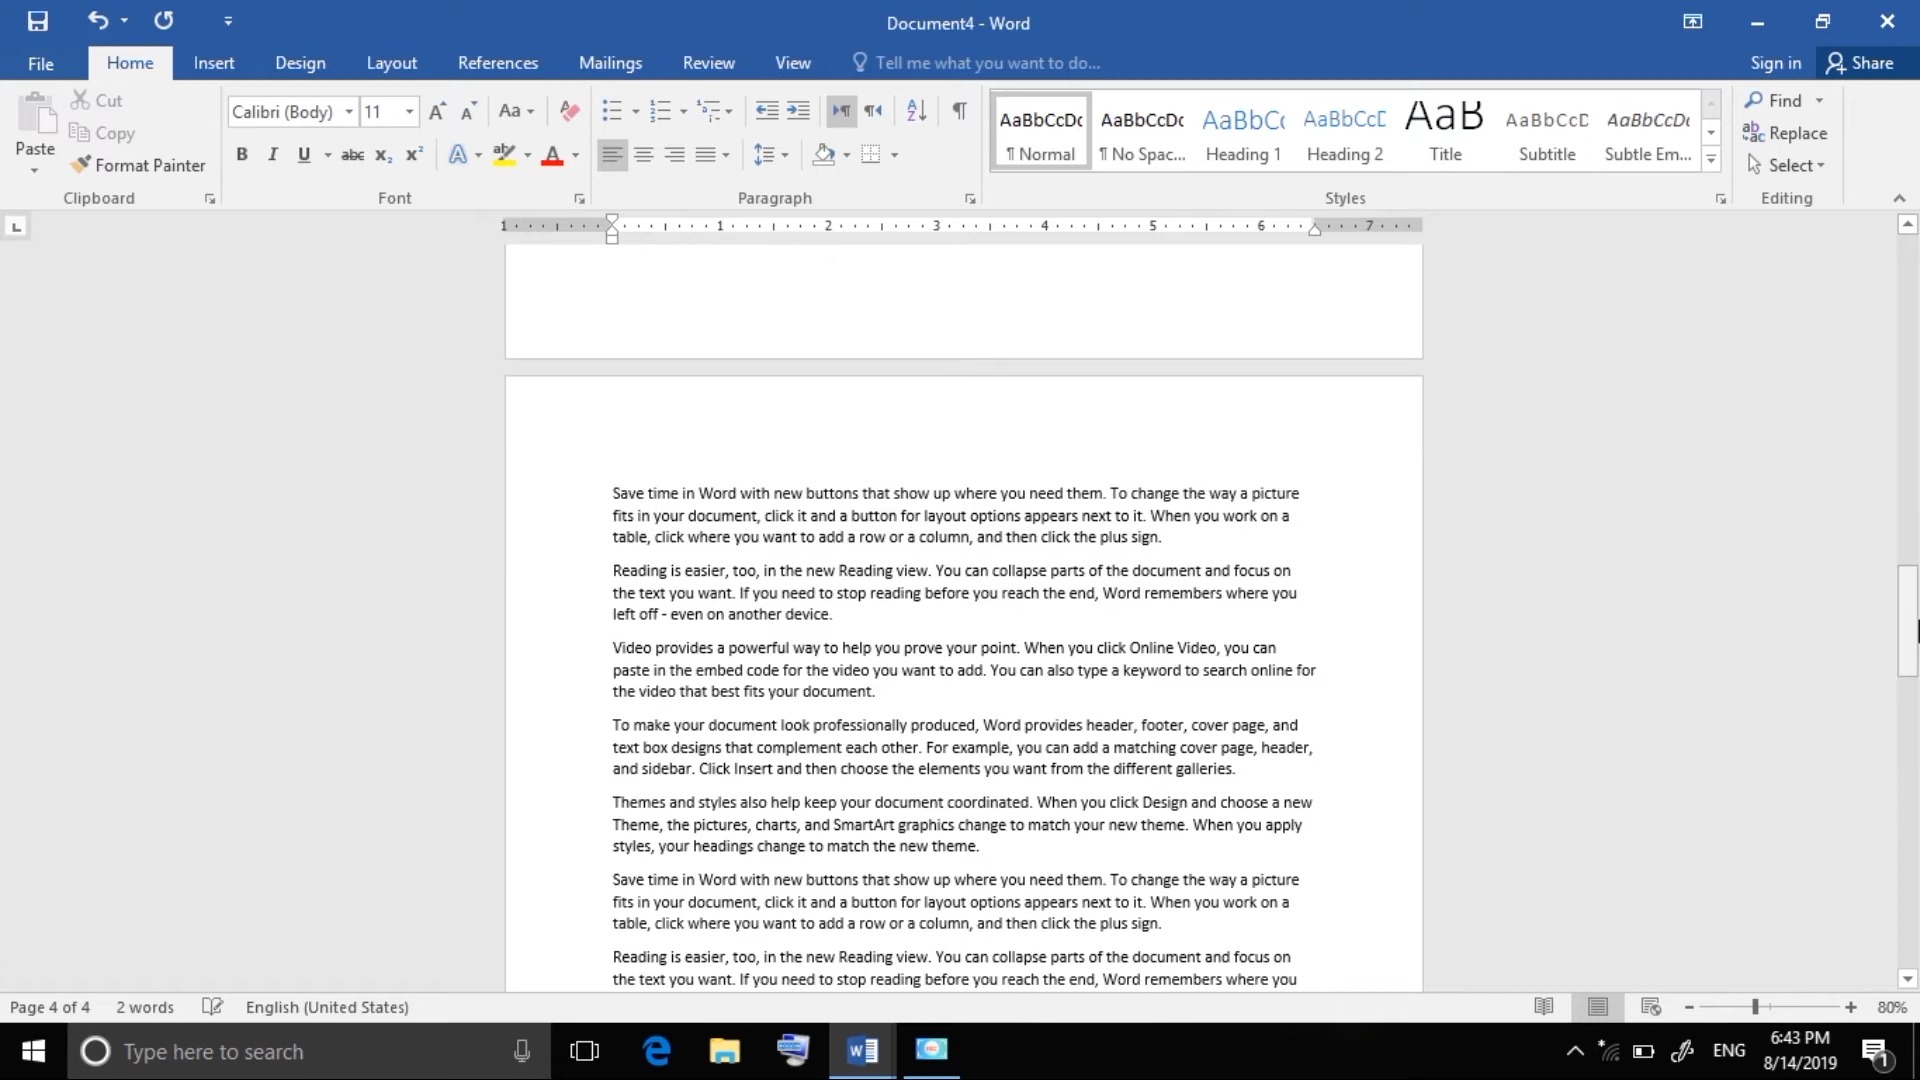 Document4 - Word
File Home Insert Design Layout References Mailings Review View Tell me what you want to do... Sign in Share
Paste
Cut
Copy
Format Painter
Clipboard
Calibri (Body) 11
Aa
B I U abc x₂ x²
A ab A
Font
Paragraph
AaBbCcDc AaBbCcDc AaBbCc AaBbCcD AaB AaBbCcD AaBbCcDc
¶ Normal ¶ No Spac... Heading 1 Heading 2 Title Subtitle Subtle Em...
Styles
Find
Replace
Select
Editing
L
1 1 2 3 4 5 6 7
Save time in Word with new buttons that show up where you need them. To change the way a picture
fits in your document, click it and a button for layout options appears next to it. When you work on a
table, click where you want to add a row or a column, and then click the plus sign.
Reading is easier, too, in the new Reading view. You can collapse parts of the document and focus on
the text you want. If you need to stop reading before you reach the end, Word remembers where you
left off - even on another device.
Video provides a powerful way to help you prove your point. When you click Online Video, you can
paste in the embed code for the video you want to add. You can also type a keyword to search online for
the video that best fits your document.
To make your document look professionally produced, Word provides header, footer, cover page, and
text box designs that complement each other. For example, you can add a matching cover page, header,
and sidebar. Click Insert and then choose the elements you want from the different galleries.
Themes and styles also help keep your document coordinated. When you click Design and choose a new
Theme, the pictures, charts, and SmartArt graphics change to match your new theme. When you apply
styles, your headings change to match the new theme.
Save time in Word with new buttons that show up where you need them. To change the way a picture
fits in your document, click it and a button for layout options appears next to it. When you work on a
table, click where you want to add a row or a column, and then click the plus sign.
Reading is easier, too, in the new Reading view. You can collapse parts of the document and focus on
the text you want. If you need to stop reading before you reach the end, Word remembers where you
Page 4 of 4 2 words English (United States) 80%
Type here to search
ENG
6:43 PM
8/14/2019
1